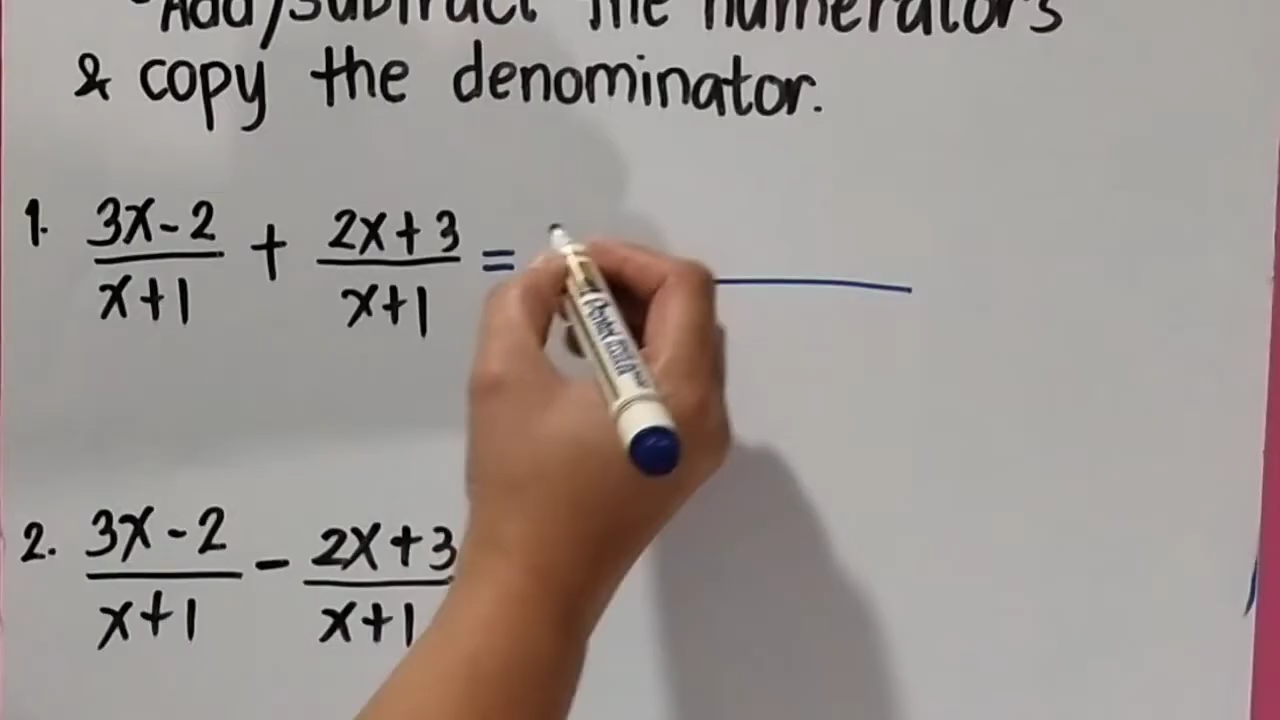 Add/subtract the numerators
& copy the denominator.
1. (3x-2)/(x+1) + (2x+3)/(x+1) =
2. (3x-2)/(x+1) - (2x+3)/(x+1)